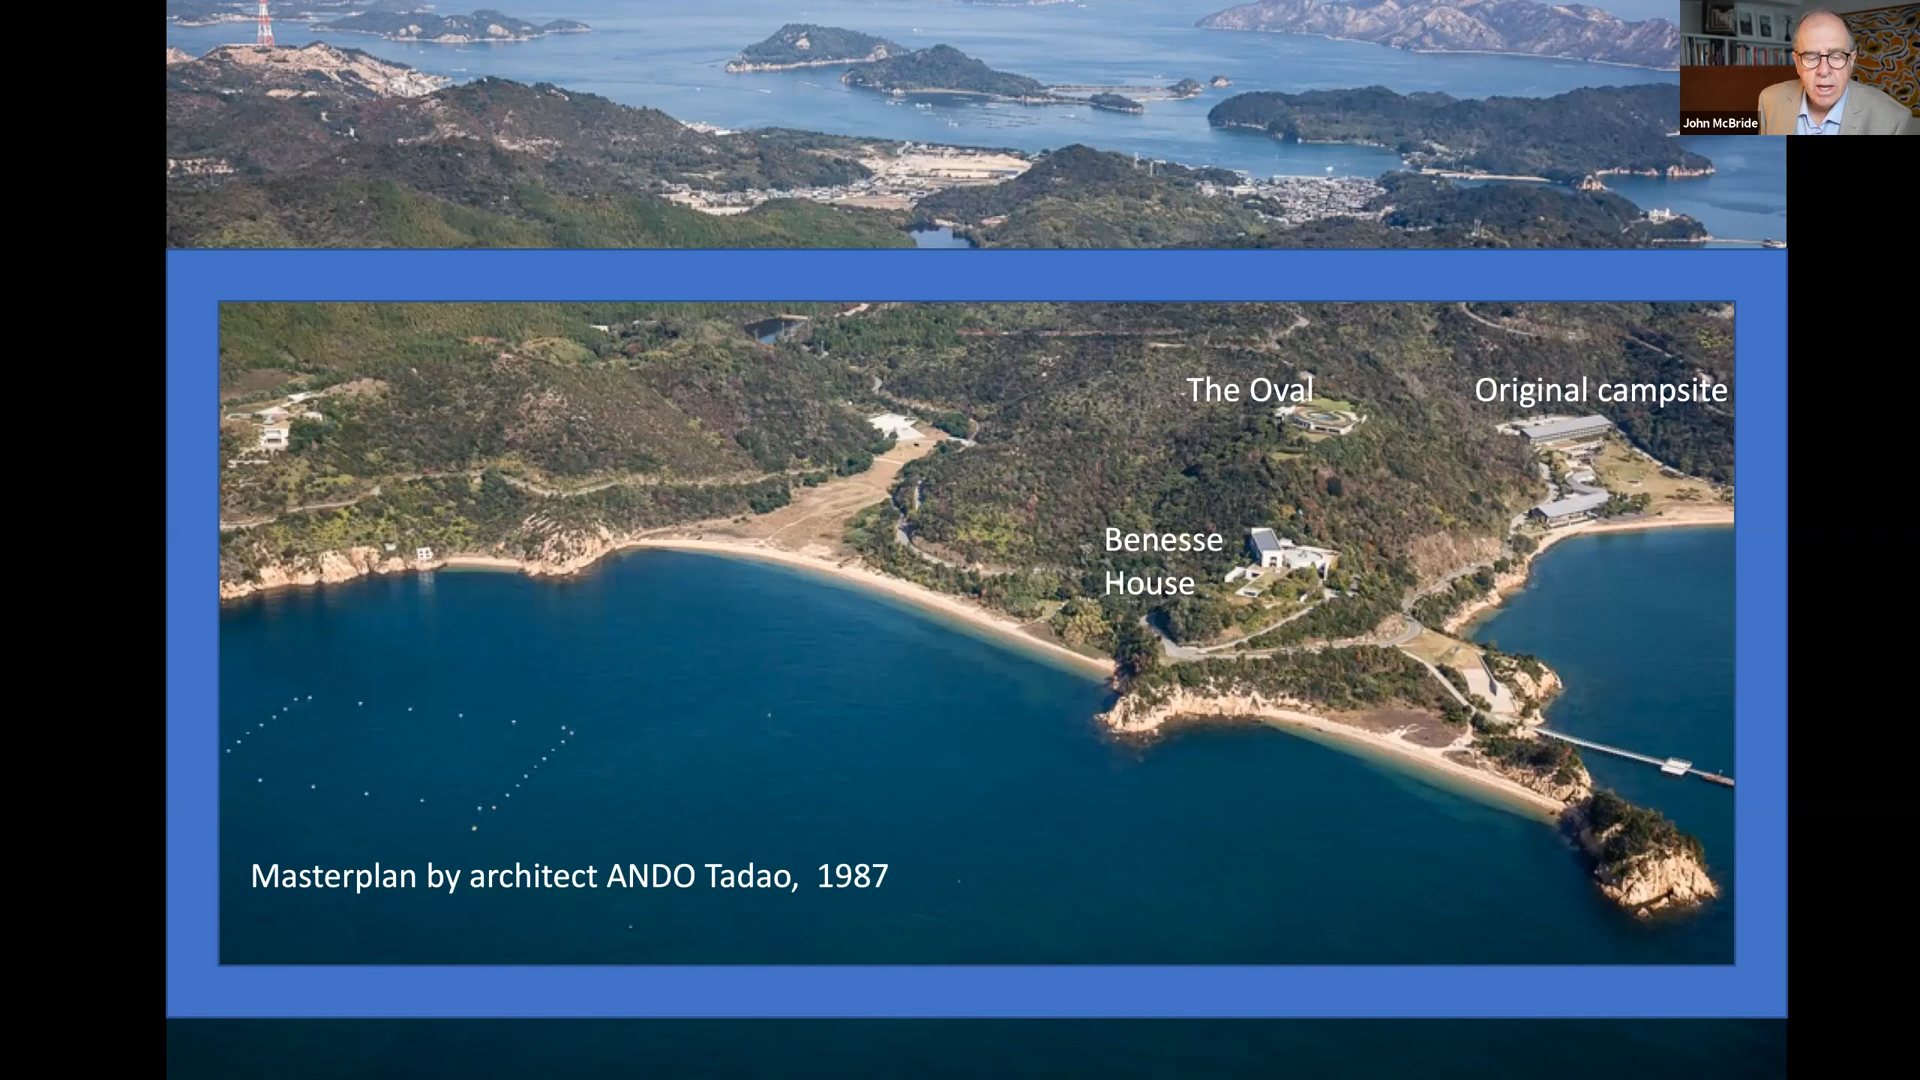 John McBride
The Oval
Original campsite
Benesse
House
Masterplan by architect ANDO Tadao, 1987